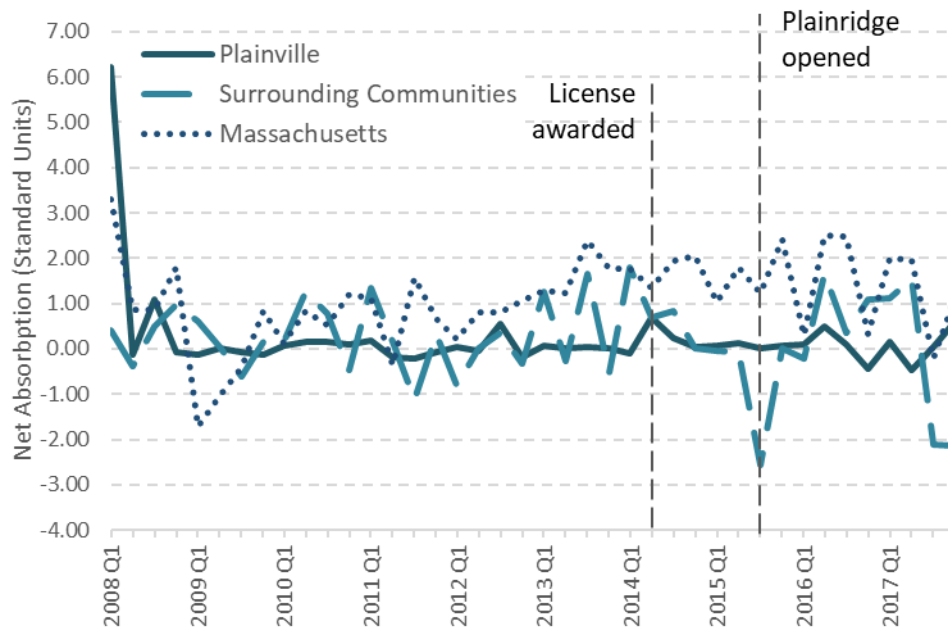 Plainridge
opened
7.00
6.00
5.00
4.00
3.00
2.00
1.00
0.00
-1.00
-2.00
-3.00
-4.00
Net Absorbption (Standard Units)
Plainville
Surrounding Communities
Massachusetts
License
awarded
2008 Q1
2009 Q1
2010 Q1
2011 Q1
2012 Q1
2013 Q1
2014 Q1
2015 Q1
2016 Q1
2017 Q1